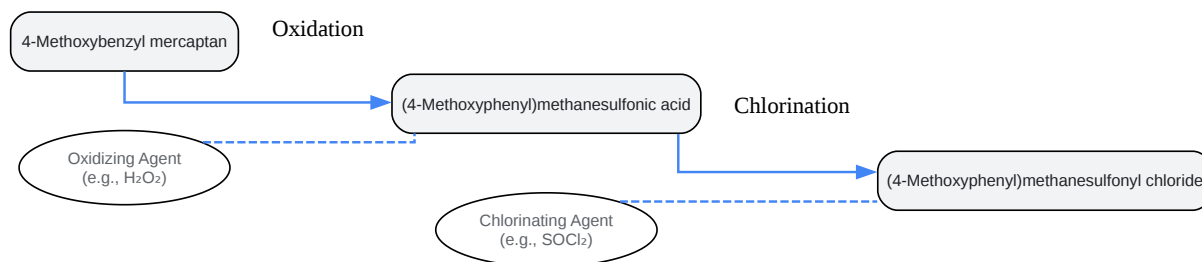 4-Methoxybenzyl mercaptan
Oxidation
(4-Methoxyphenyl)methanesulfonic acid
Chlorination
Oxidizing Agent
(e.g., H₂O₂)
(4-Methoxyphenyl)methanesulfonyl chloride
Chlorinating Agent
(e.g., SOCl₂)